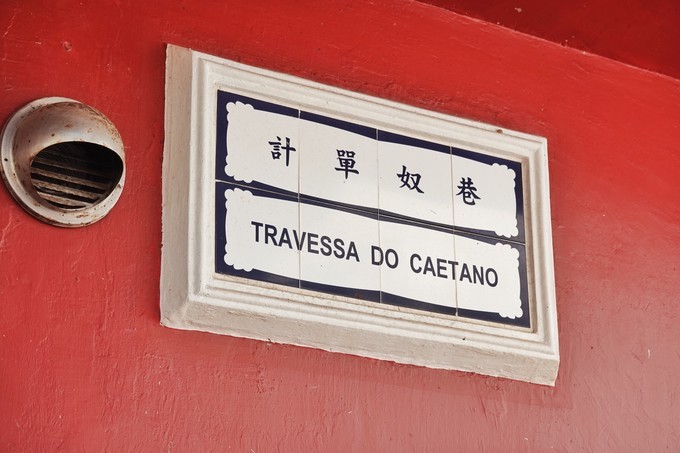 計單奴巷
TRAVESSA DO CAETANO